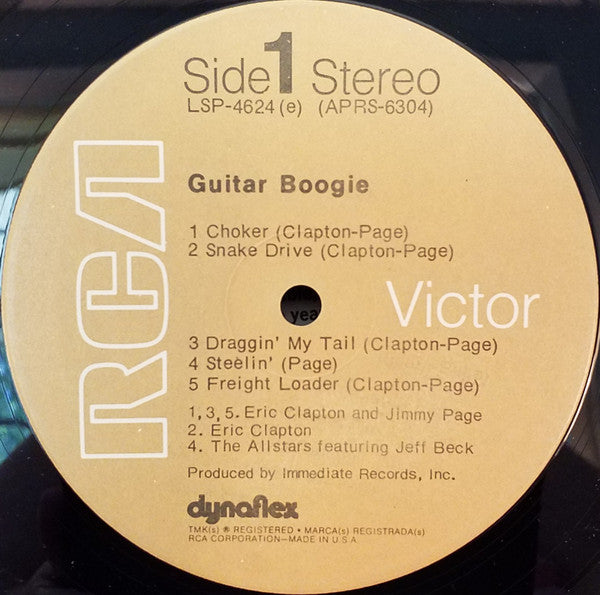 Side 1 Stereo
LSP-4624 (e) (APRS-6304)
RCA
Guitar Boogie
1 Choker (Clapton-Page)
2 Snake Drive (Clapton-Page)
Victor
3 Draggin' My Tail (Clapton-Page)
4 Steelin' (Page)
5 Freight Loader (Clapton-Page)
1,3,5. Eric Clapton and Jimmy Page
2. Eric Clapton
4. The Allstars featuring Jeff Beck
Produced by Immediate Records, Inc.
dynaflex
TMK(s) ® REGISTERED • MARCA(s) REGISTRADA(s)
RCA CORPORATION—MADE IN U.S.A.